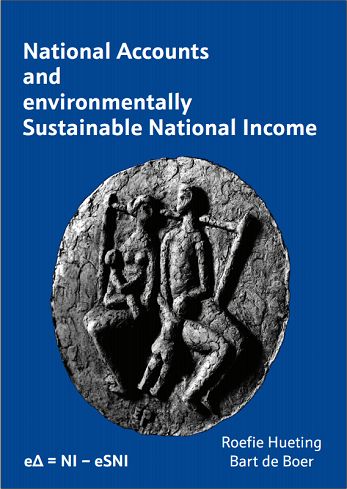 National Accounts
and
environmentally
Sustainable National Income
eΔ = NI – eSNI
Roefie Hueting
Bart de Boer